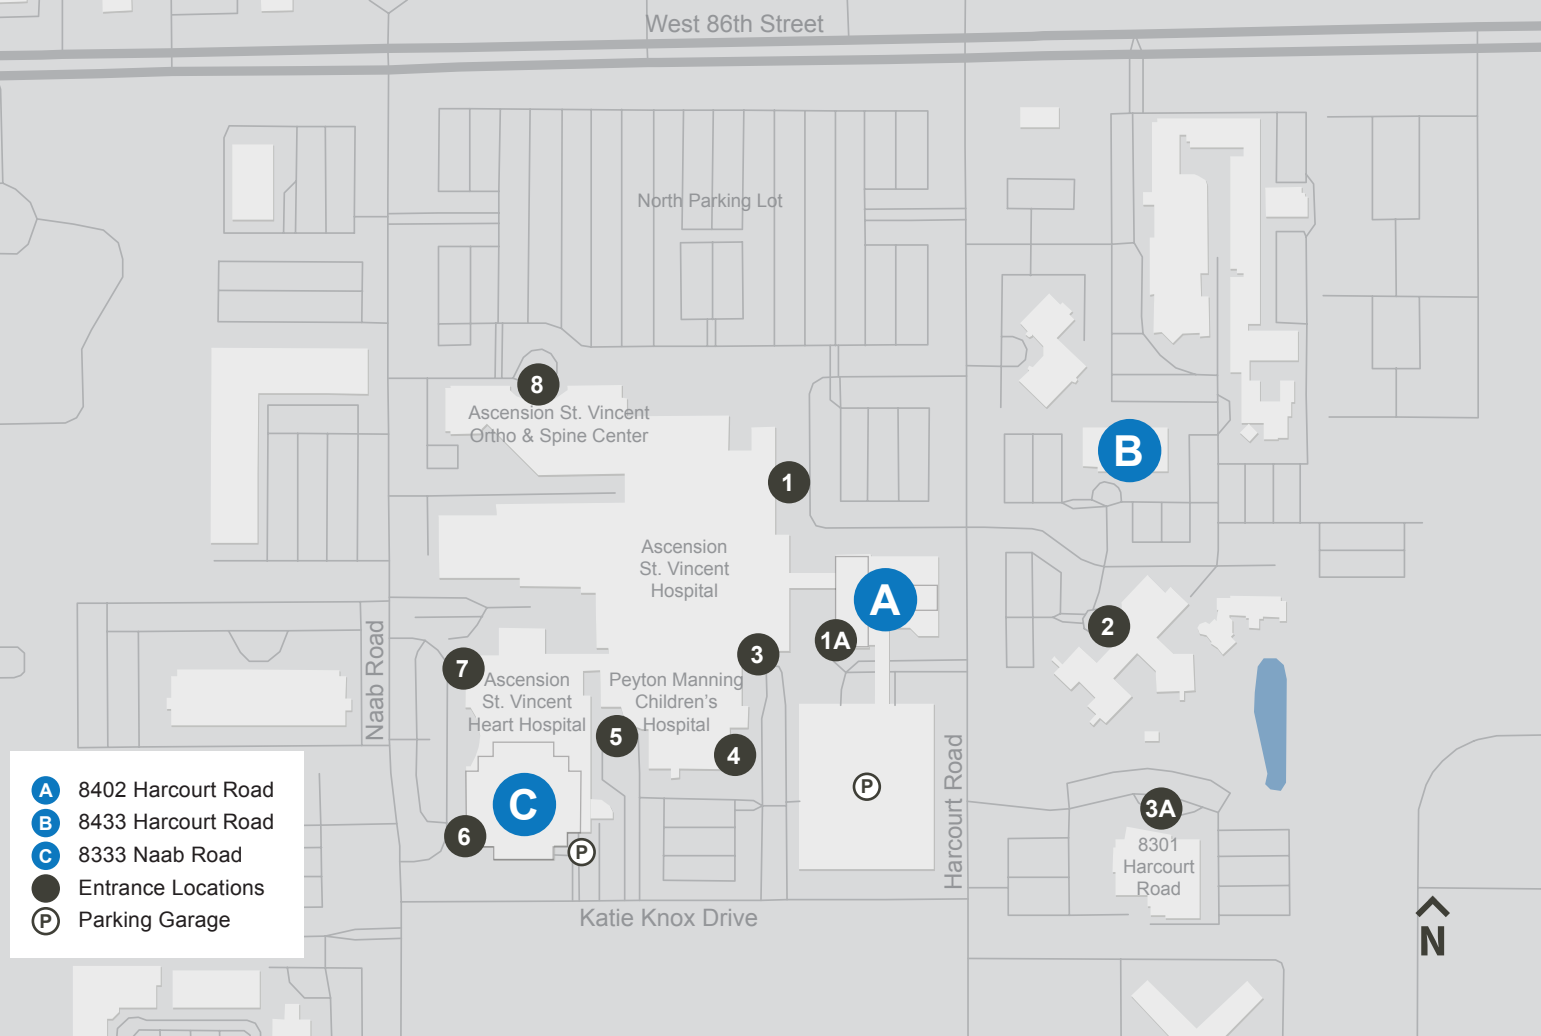 West 86th Street
North Parking Lot
8
Ascension St. Vincent
Ortho & Spine Center
B
1
Ascension
St. Vincent
Hospital
A
2
1A
3
7
Ascension
St. Vincent
Heart Hospital
Peyton Manning
Children's
Hospital
5
4
Naab Road
Harcourt Road
P
C
6
P
3A
8301
Harcourt
Road
Katie Knox Drive
A 8402 Harcourt Road
B 8433 Harcourt Road
C 8333 Naab Road
Entrance Locations
P Parking Garage
N